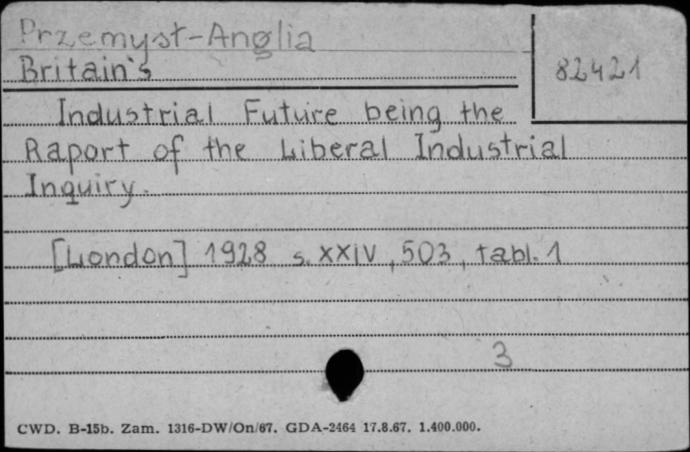 Przemysł-Anglia
Britain's
82421
Industrial Future being the
Raport of the Liberal Industrial
Inquiry.
[London] 1928 s. XXIV, 503, tabl. 1
3
CWD. B-15b. Zam. 1316-DW/On/67. GDA-2464 17.8.67. 1.400.000.